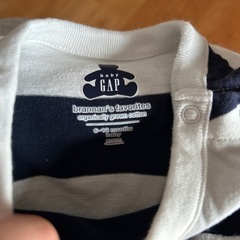 baby
GAP
brannan's favorites
organically grown cotton
6-12 months